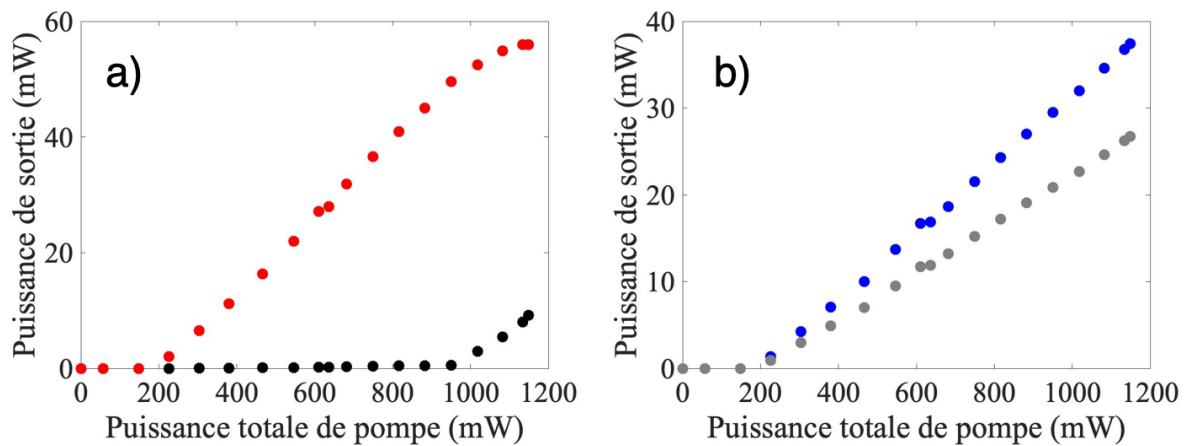 a)
Puissance de sortie (mW)
60
40
20
0
0 200 400 600 800 1000 1200
Puissance totale de pompe (mW)
b)
Puissance de sortie (mW)
40
30
20
10
0
0 200 400 600 800 1000 1200
Puissance totale de pompe (mW)